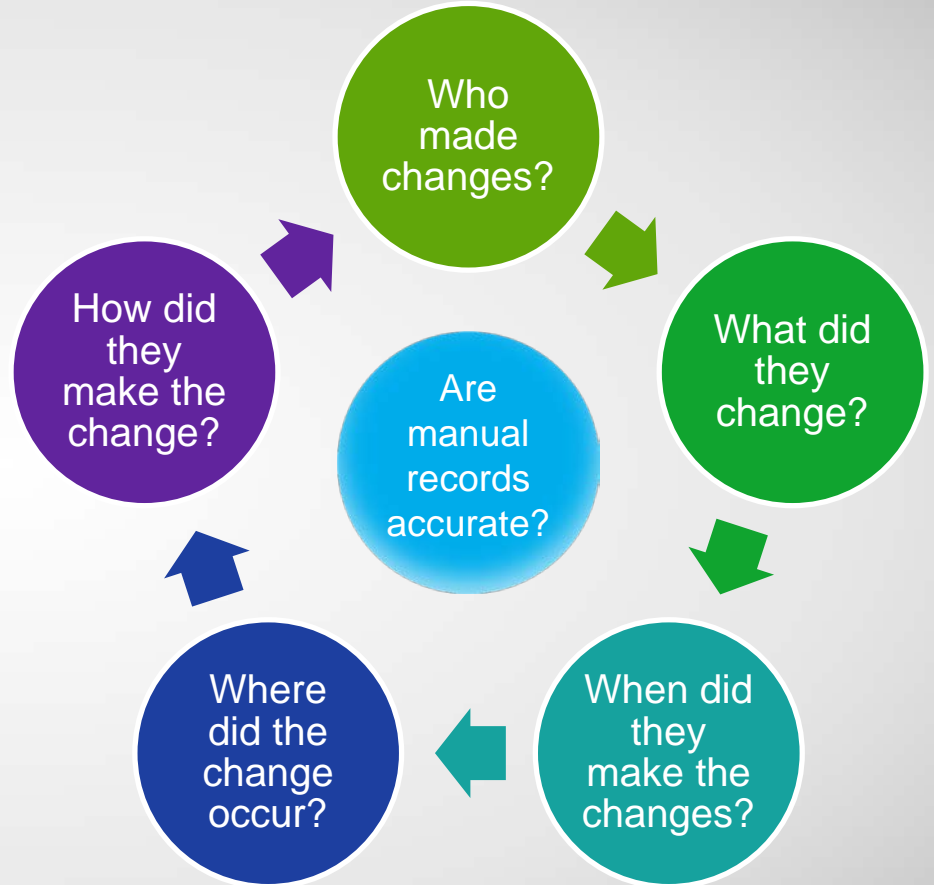 Who
made
changes?
What did
they
change?
When did
they
make the
changes?
Where
did the
change
occur?
How did
they
make the
change?
Are
manual
records
accurate?